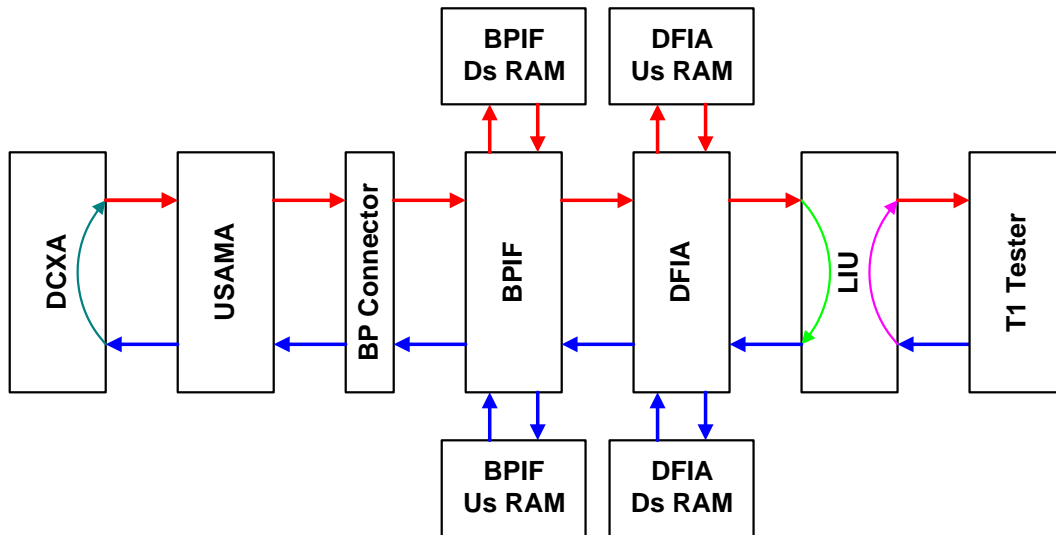 BPIF
Ds RAM
DFIA
Us RAM
DCXA
USAMA
BP Connector
BPIF
DFIA
LIU
T1 Tester
BPIF
Us RAM
DFIA
Ds RAM